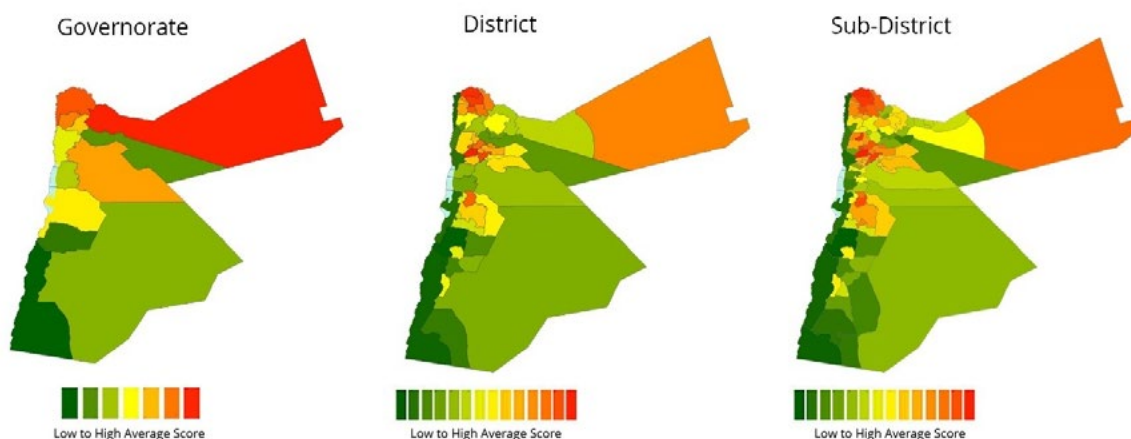 Governorate
District
Sub-District
Low to High Average Score
Low to High Average Score
Low to High Average Score